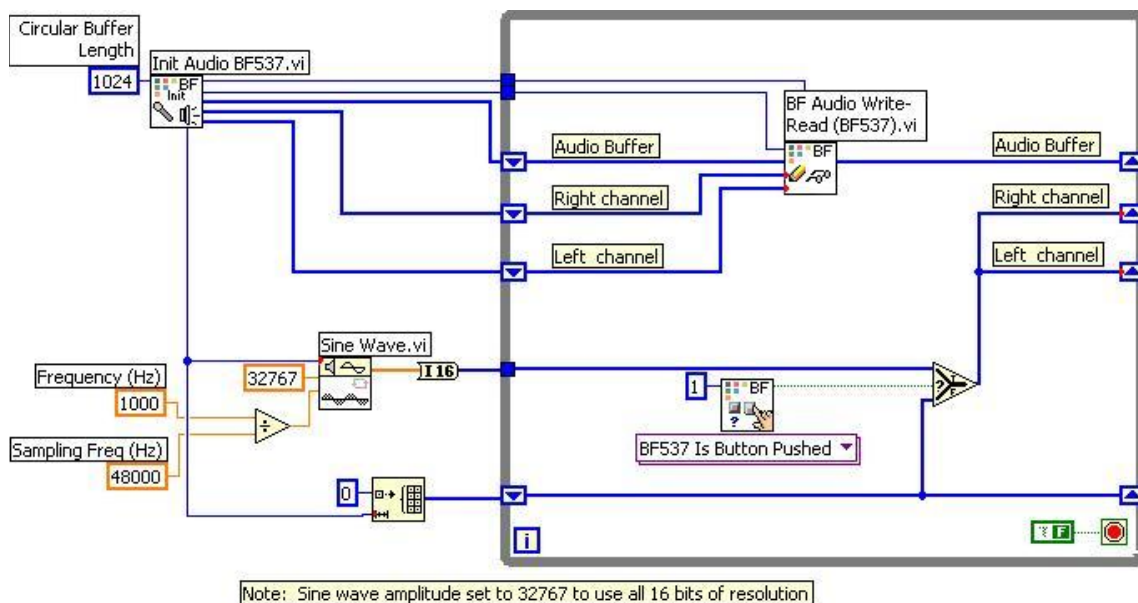 Circular Buffer
Length
1024
Init Audio BF537.vi
BF
Init
BF Audio Write-
Read (BF537).vi
BF
Audio Buffer
Audio Buffer
Right channel
Right channel
Left channel
Left channel
Sine Wave.vi
Frequency (Hz)
1000
32767
I16
Sampling Freq (Hz)
48000
÷
1
BF
?
?
T
F
BF537 Is Button Pushed
0
i
F
Note: Sine wave amplitude set to 32767 to use all 16 bits of resolution